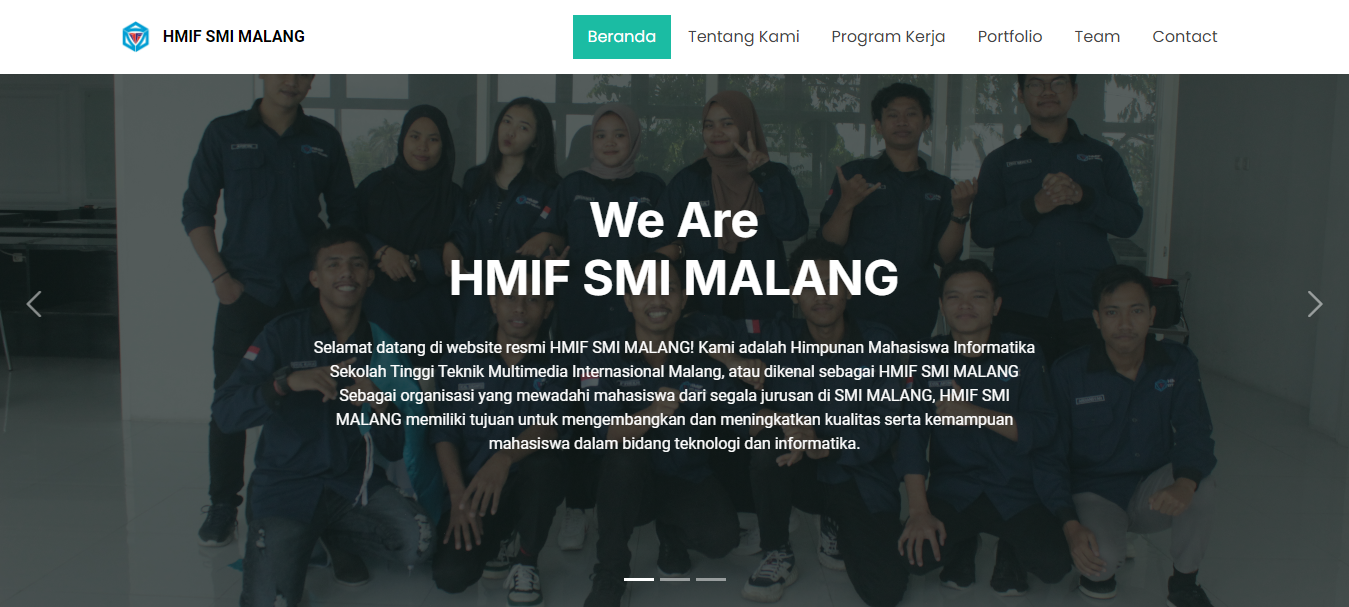 HMIF SMI MALANG
Beranda
Tentang Kami
Program Kerja
Portfolio
Team
Contact
We Are
HMIF SMI MALANG
Selamat datang di website resmi HMIF SMI MALANG! Kami adalah Himpunan Mahasiswa Informatika
Sekolah Tinggi Teknik Multimedia Internasional Malang, atau dikenal sebagai HMIF SMI MALANG
Sebagai organisasi yang mewadahi mahasiswa dari segala jurusan di SMI MALANG, HMIF SMI
MALANG memiliki tujuan untuk mengembangkan dan meningkatkan kualitas serta kemampuan
mahasiswa dalam bidang teknologi dan informatika.